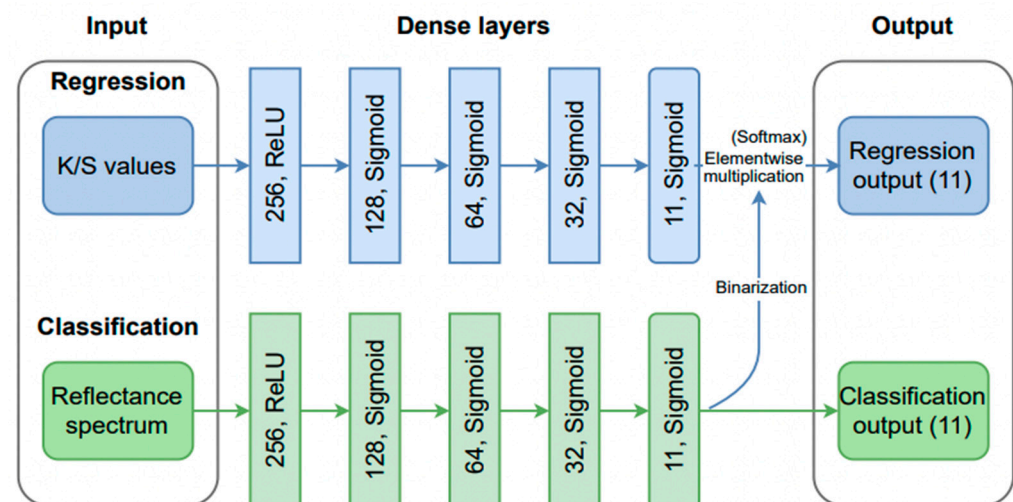 Input
Dense layers
Output
Regression
K/S values
256, ReLU
128, Sigmoid
64, Sigmoid
32, Sigmoid
11, Sigmoid
(Softmax)
Elementwise
multiplication
Regression
output (11)
Binarization
Classification
Reflectance
spectrum
256, ReLU
128, Sigmoid
64, Sigmoid
32, Sigmoid
11, Sigmoid
Classification
output (11)